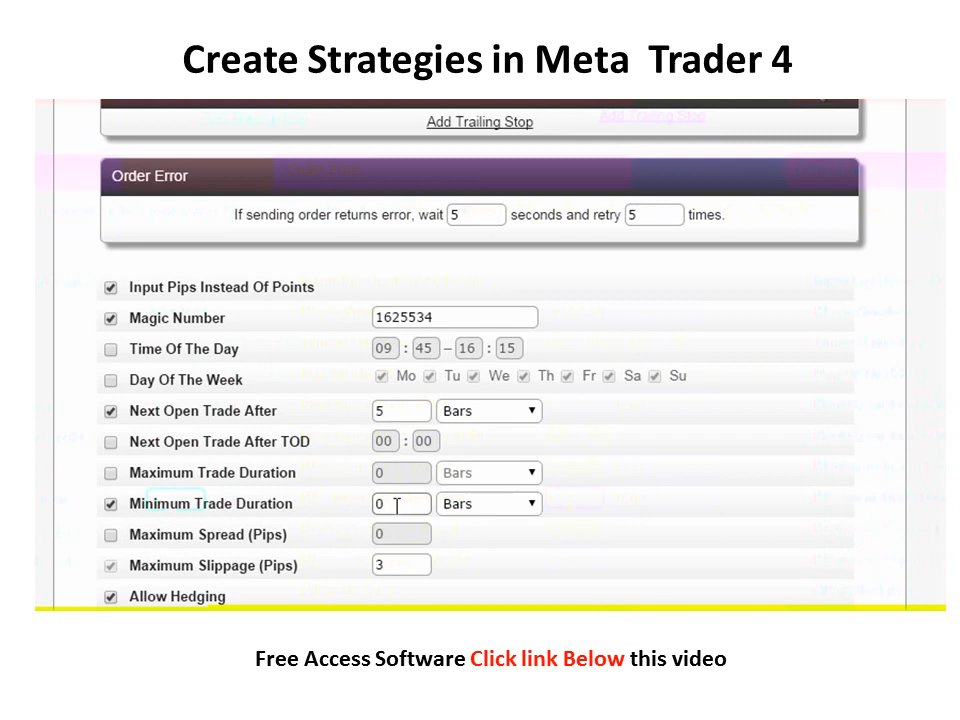 Create Strategies in Meta Trader 4
Add Trailing Stop
Add Trailing Stop
Order Error
If sending order returns error, wait 5 seconds and retry 5 times.
Input Pips Instead Of Points
Magic Number 1625534
Time Of The Day 09 : 45 – 16 : 15
Day Of The Week Mo Tu We Th Fr Sa Su
Next Open Trade After 5 Bars
Next Open Trade After TOD 00 : 00
Maximum Trade Duration 0 Bars
Minimum Trade Duration 0 Bars
Maximum Spread (Pips) 0
Maximum Slippage (Pips) 3
Allow Hedging
Free Access Software Click link Below this video